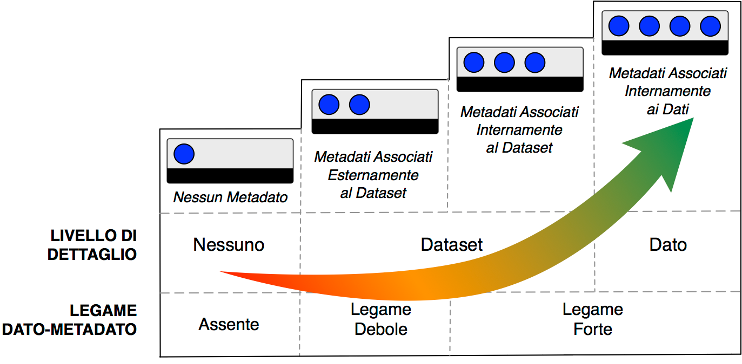 Nessun Metadato
Metadati Associati
Esternamente
al Dataset
Metadati Associati
Internamente
al Dataset
Metadati Associati
Internamente
ai Dati
LIVELLO DI
DETTAGLIO
Nessuno
Dataset
Dato
LEGAME
DATO-METADATO
Assente
Legame
Debole
Legame
Forte